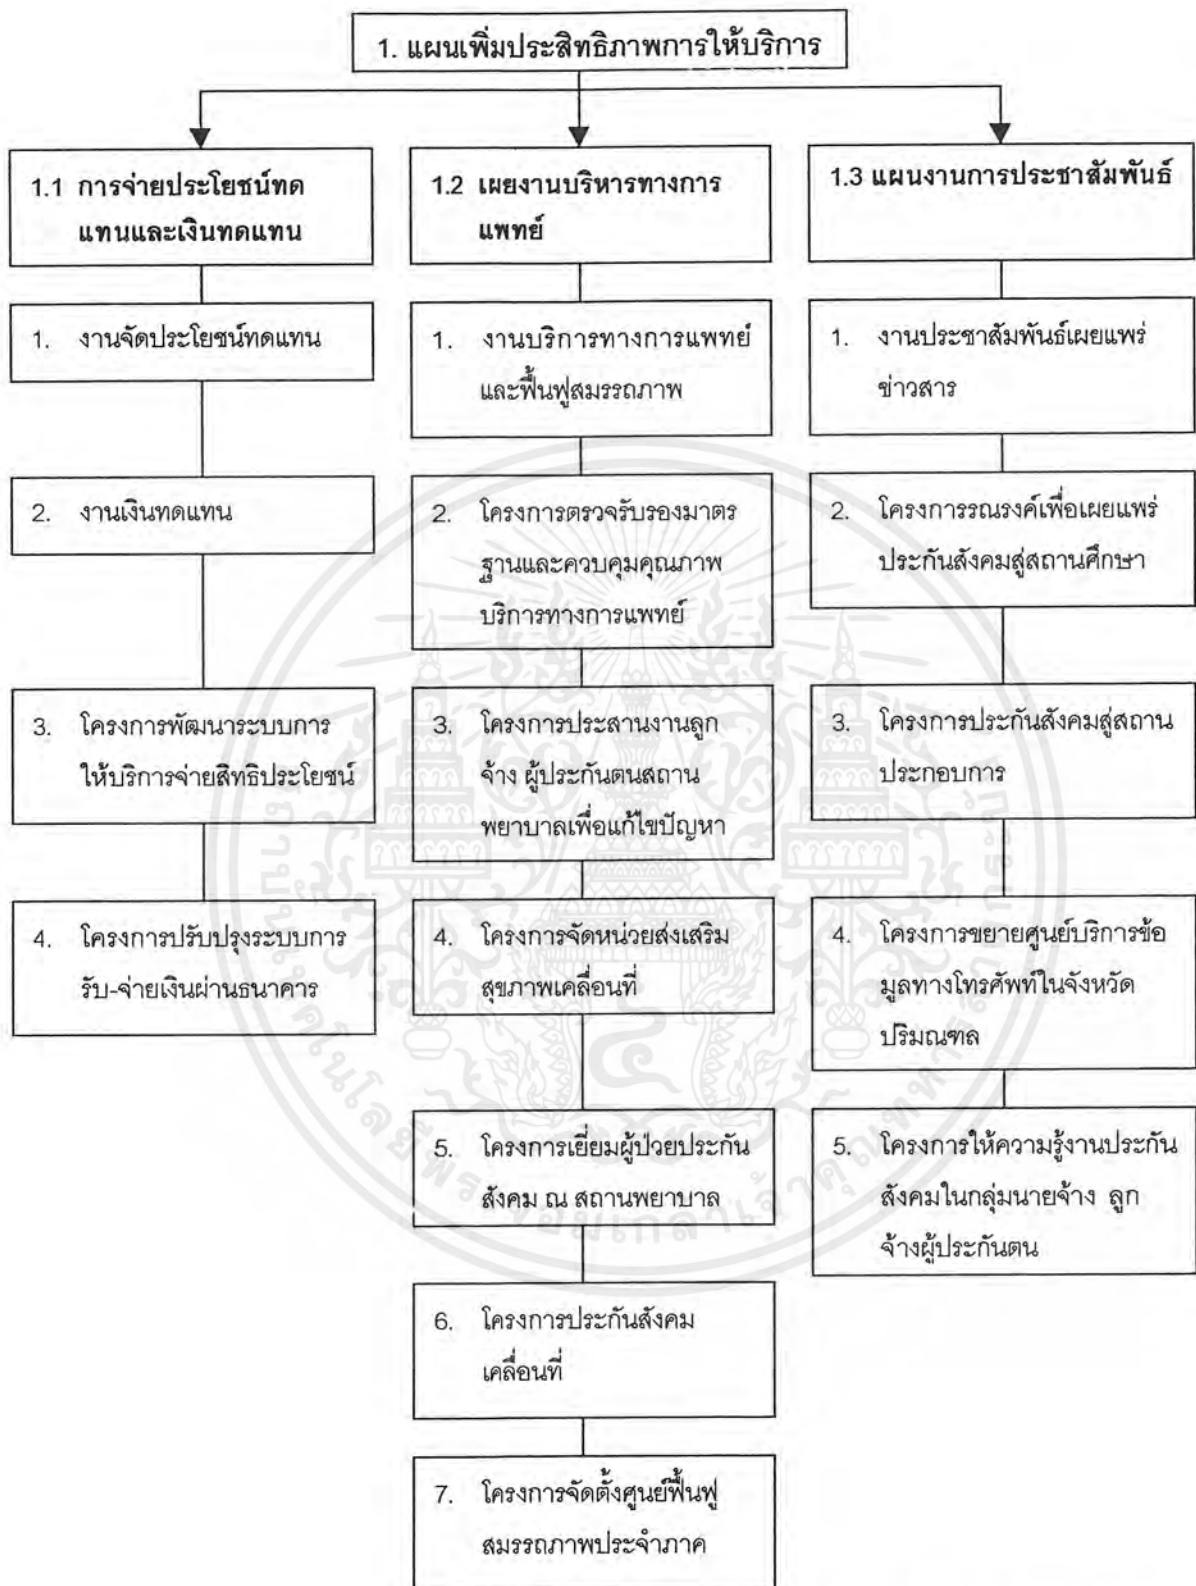 1. แผนเพิ่มประสิทธิภาพการให้บริการ
1.1 การจ่ายประโยชน์ทด
แทนและเงินทดแทน
1. งานจัดประโยชน์ทดแทน
2. งานเงินทดแทน
3. โครงการพัฒนาระบบการ
ให้บริการจ่ายสิทธิประโยชน์
4. โครงการปรับปรุงระบบการ
รับ-จ่ายเงินผ่านธนาคาร
1.2 เผยงานบริหารทางการ
แพทย์
1. งานบริการทางการแพทย์
และฟื้นฟูสมรรถภาพ
2. โครงการตรวจรับรองมาตร
ฐานและควบคุมคุณภาพ
บริการทางการแพทย์
3. โครงการประสานงานลูก
จ้าง ผู้ประกันตนสถาน
พยาบาลเพื่อแก้ไขปัญหา
4. โครงการจัดหน่วยส่งเสริม
สุขภาพเคลื่อนที่
5. โครงการเยี่ยมผู้ป่วยประกัน
สังคม ณ สถานพยาบาล
6. โครงการประกันสังคม
เคลื่อนที่
7. โครงการจัดตั้งศูนย์ฟื้นฟู
สมรรถภาพประจำภาค
1.3 แผนงานการประชาสัมพันธ์
1. งานประชาสัมพันธ์เผยแพร่
ข่าวสาร
2. โครงการรณรงค์เพื่อเผยแพร่
ประกันสังคมสู่สถานศึกษา
3. โครงการประกันสังคมสู่สถาน
ประกอบการ
4. โครงการขยายศูนย์บริการข้อ
มูลทางโทรศัพท์ในจังหวัด
ปริมณฑล
5. โครงการให้ความรู้งานประกัน
สังคมในกลุ่มนายจ้าง ลูก
จ้างผู้ประกันตน